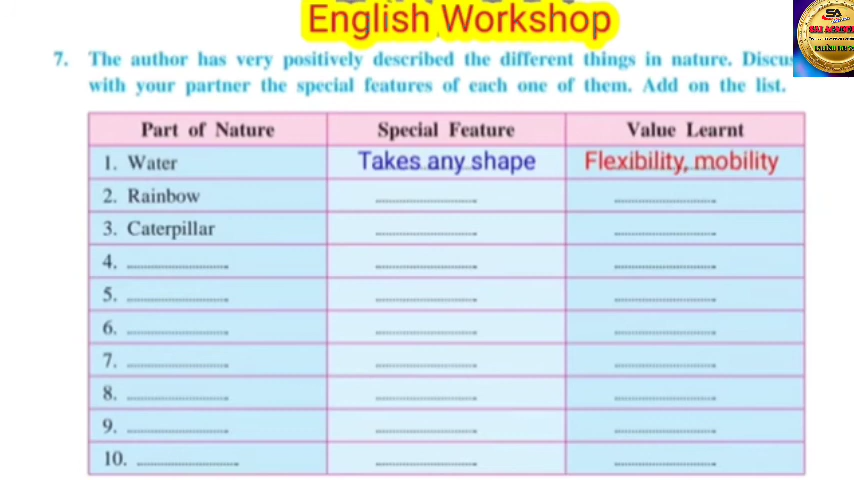 English Workshop
7. The author has very positively described the different things in nature. Discus
with your partner the special features of each one of them. Add on the list.
Part of Nature Special Feature Value Learnt
1. Water Takes any shape Flexibility, mobility
2. Rainbow
3. Caterpillar
4.
5.
6.
7.
8.
9.
10.